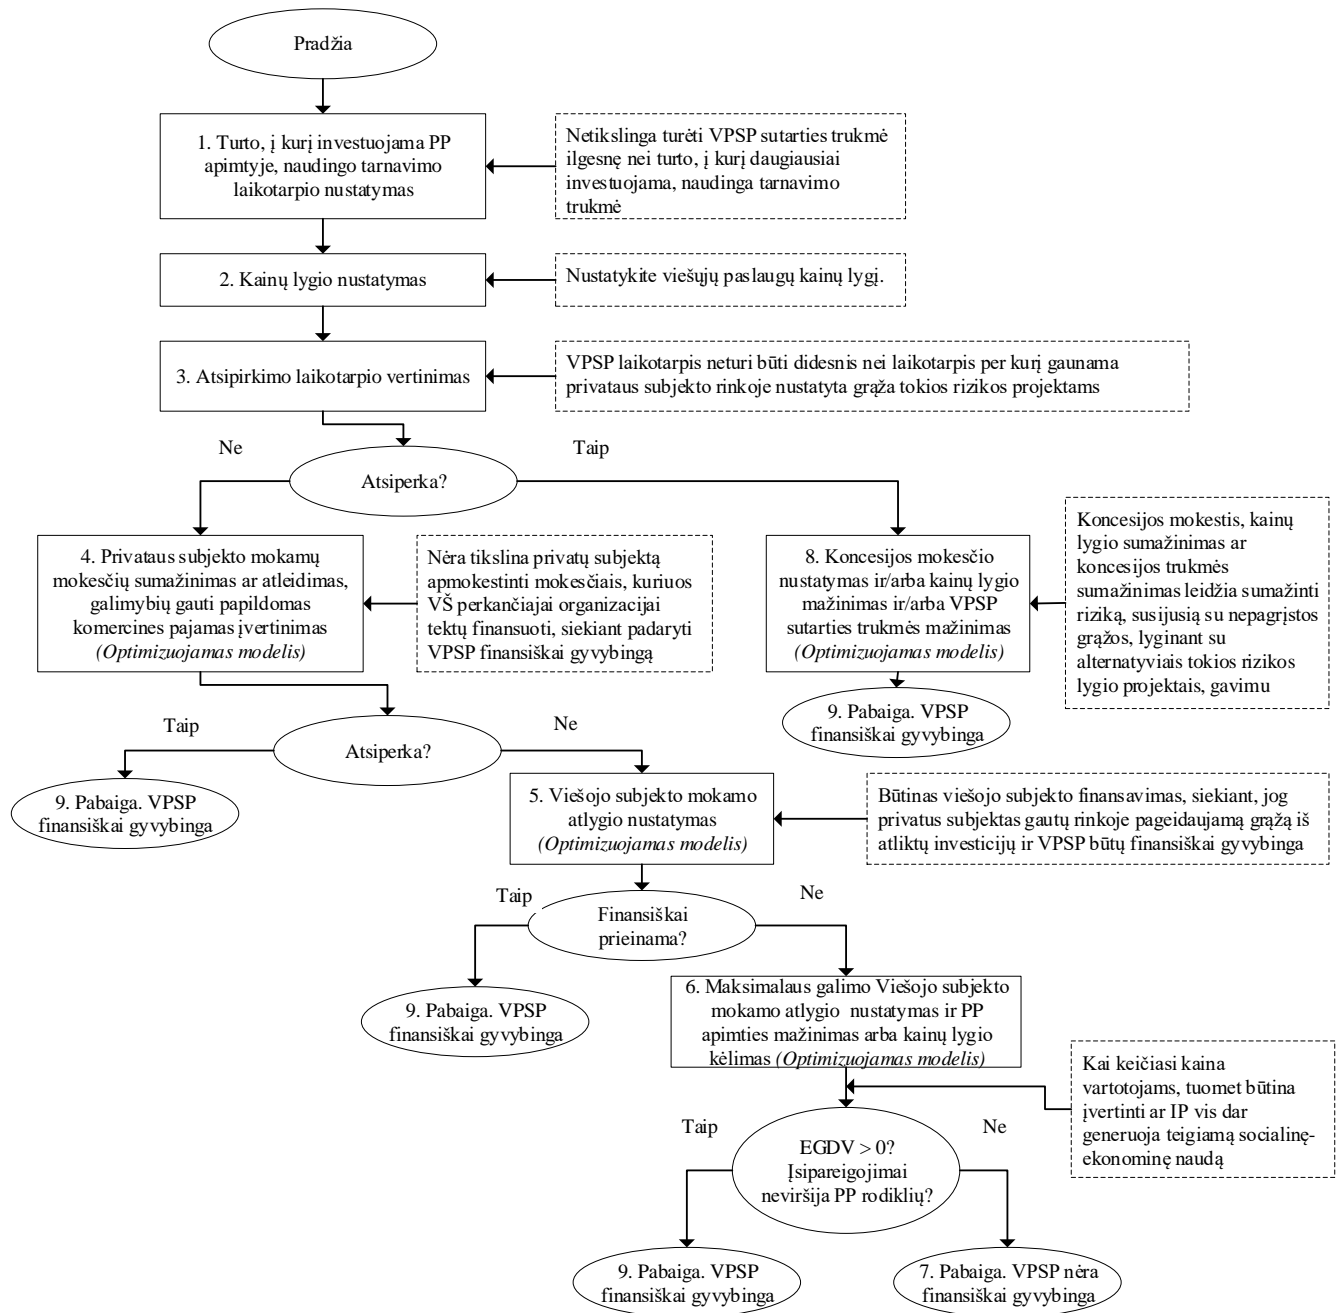 Pradžia
1. Turto, į kurį investuojama PP
apimtyje, naudingo tarnavimo
laikotarpio nustatymas
Netikslinga turėti VPSP sutarties trukmė
ilgesnę nei turto, į kurį daugiausiai
investuojama, naudinga tarnavimo
trukmė
2. Kainų lygio nustatymas
Nustatykite viešųjų paslaugų kainų lygį.
3. Atsipirkimo laikotarpio vertinimas
VPSP laikotarpis neturi būti didesnis nei laikotarpis per kurį gaunama
privataus subjekto rinkoje nustatyta grąža tokios rizikos projektams
Ne
Taip
Atsiperka?
4. Privataus subjekto mokamų
mokesčių sumažinimas ar atleidimas,
galimybių gauti papildomas
komercines pajamas įvertinimas
(Optimizuojamas modelis)
Nėra tikslina privatų subjektą
apmokestinti mokesčiais, kuriuos
VŠ perkančiajai organizacijai
tektų finansuoti, siekiant padaryti
VPSP finansiškai gyvybingą
8. Koncesijos mokesčio
nustatymas ir/arba kainų lygio
mažinimas ir/arba VPSP
sutarties trukmės mažinimas
(Optimizuojamas modelis)
Koncesijos mokestis, kainų
lygio sumažinimas ar
koncesijos trukmės
sumažinimas leidžia sumažinti
riziką, susijusią su nepagrįstos
grąžos, lyginant su
alternatyviais tokios rizikos
lygio projektais, gavimu
9. Pabaiga. VPSP
finansiškai gyvybinga
Taip
Ne
Atsiperka?
9. Pabaiga. VPSP
finansiškai gyvybinga
5. Viešojo subjekto mokamo
atlygio nustatymas
(Optimizuojamas modelis)
Būtinas viešojo subjekto finansavimas, siekiant, jog
privatus subjektas gautų rinkoje pageidaujamą grąžą iš
atliktų investicijų ir VPSP būtų finansiškai gyvybinga
Taip
Ne
Finansiškai
prieinama?
9. Pabaiga. VPSP
finansiškai gyvybinga
6. Maksimalaus galimo Viešojo subjekto
mokamo atlygio nustatymas ir PP
apimties mažinimas arba kainų lygio
kėlimas (Optimizuojamas modelis)
Kai keičiasi kaina
vartotojams, tuomet būtina
įvertinti ar IP vis dar
generuoja teigiamą socialinę-
ekonominę naudą
Taip
Ne
EGDV > 0?
Įsipareigojimai
neviršija PP rodiklių?
9. Pabaiga. VPSP
finansiškai gyvybinga
7. Pabaiga. VPSP nėra
finansiškai gyvybinga